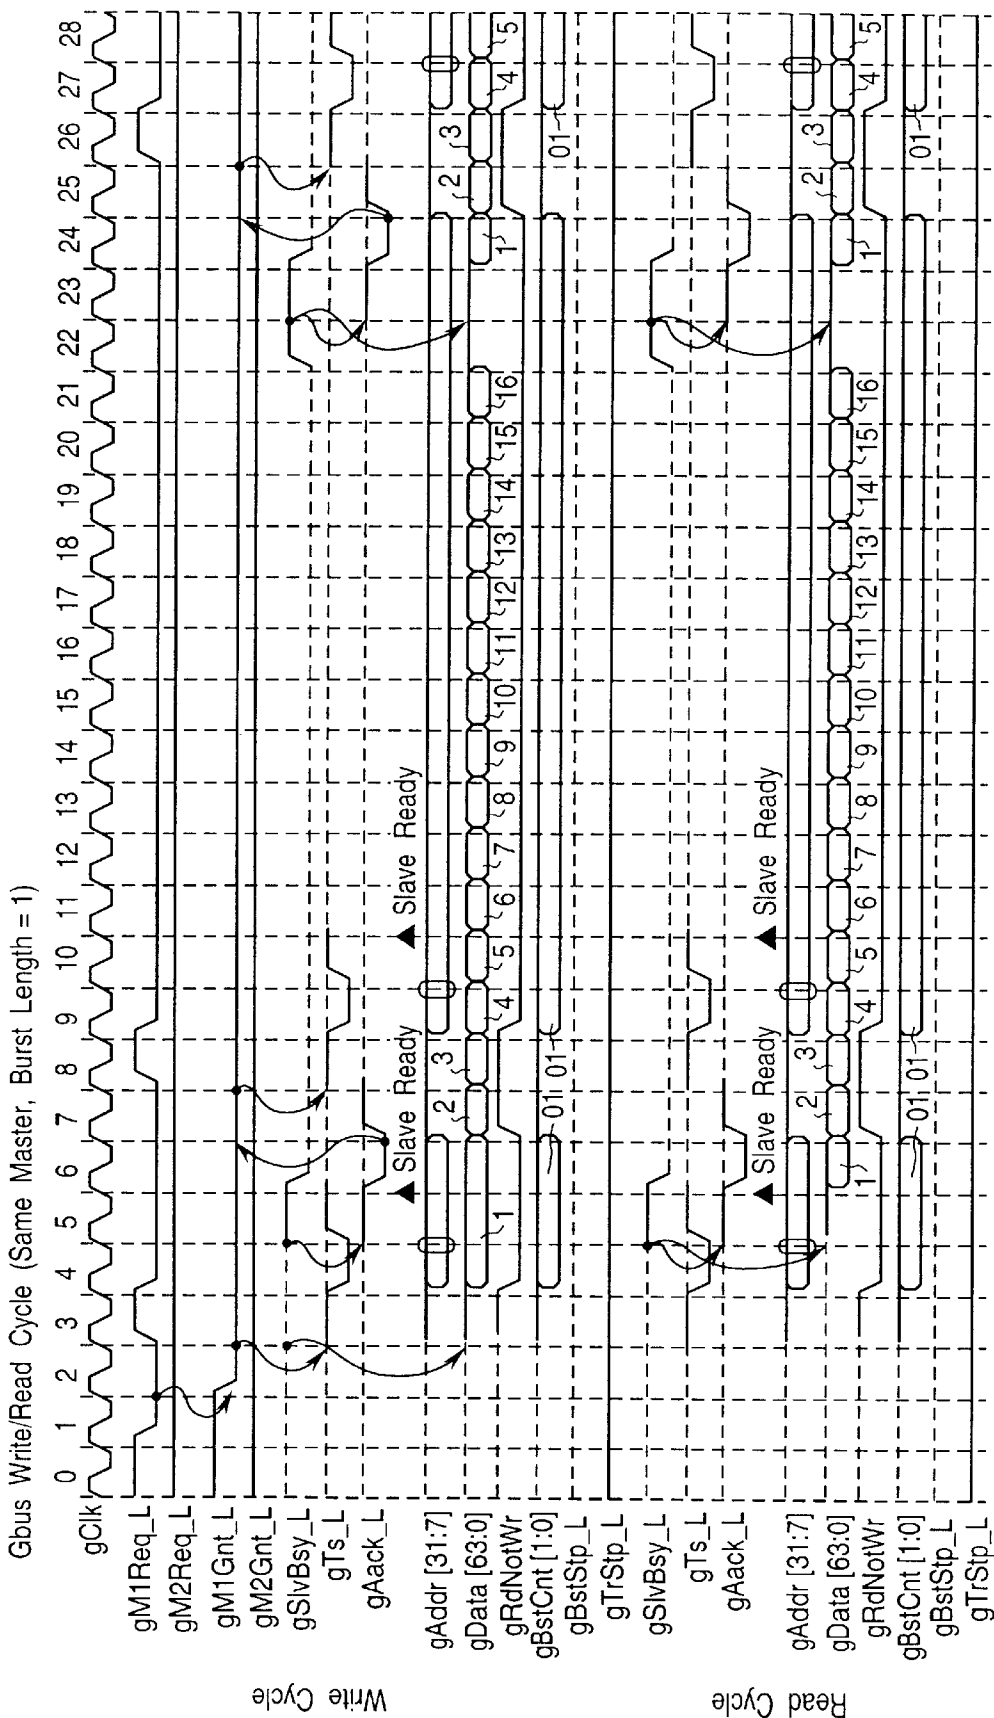 Gbus Write/Read Cycle (Same Master, Burst Length = 1)
0 1 2 3 4 5 6 7 8 9 10 11 12 13 14 15 16 17 18 19 20 21 22 23 24 25 26 27 28
gClk
Write Cycle
gM1Req_L
gM2Req_L
gM1Gnt_L
gM2Gnt_L
gSlvBsy_L
gTs_L
gAack_L
Slave Ready Slave Ready
gAddr [31:7]
gData [63:0]
1 2 3 4 5 6 7 8 9 10 11 12 13 14 15 16 1 2 3 4 5
gRdNotWr
gBstCnt [1:0]
01 01 01
gBstStp_L
gTrStp_L
Read Cycle
gSlvBsy_L
gTs_L
gAack_L
Slave Ready Slave Ready
gAddr [31:7]
gData [63:0]
1 2 3 4 5 6 7 8 9 10 11 12 13 14 15 16 1 2 3 4 5
gRdNotWr
gBstCnt [1:0]
01 01 01
gBstStp_L
gTrStp_L